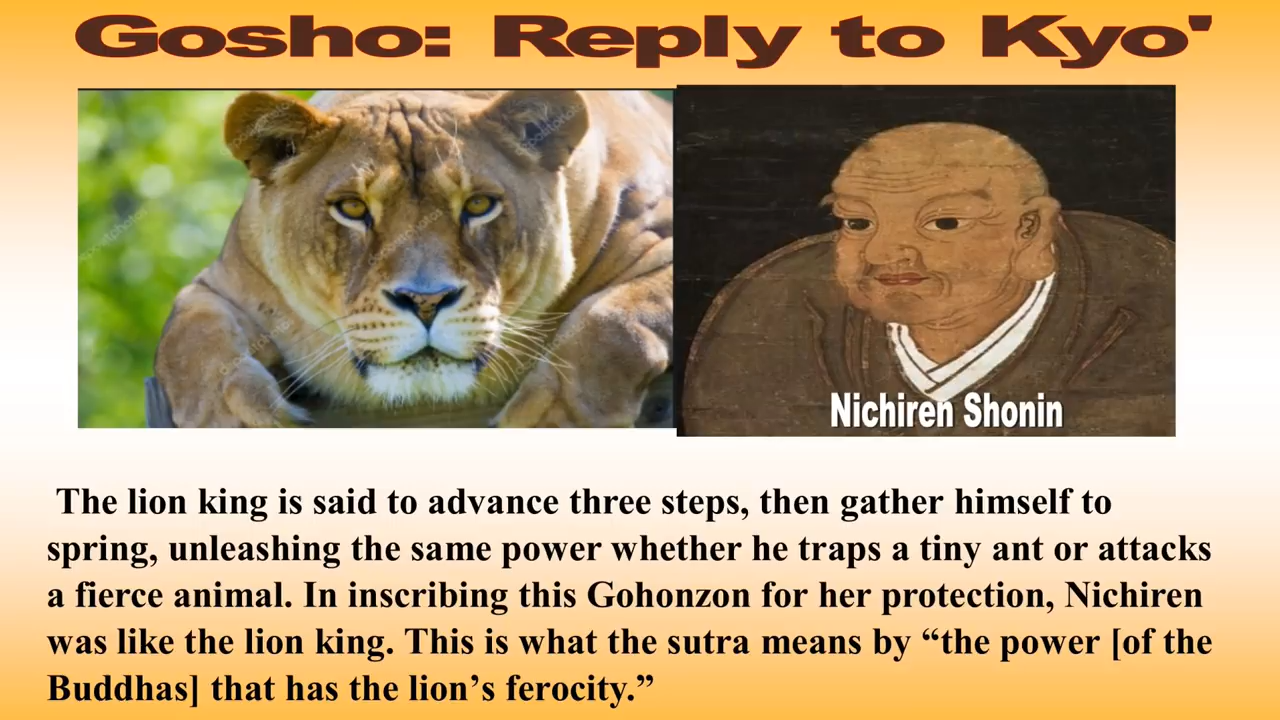 Gosho: Reply to Kyo'
Nichiren Shonin
The lion king is said to advance three steps, then gather himself to
spring, unleashing the same power whether he traps a tiny ant or attacks
a fierce animal. In inscribing this Gohonzon for her protection, Nichiren
was like the lion king. This is what the sutra means by “the power [of the
Buddhas] that has the lion’s ferocity.”